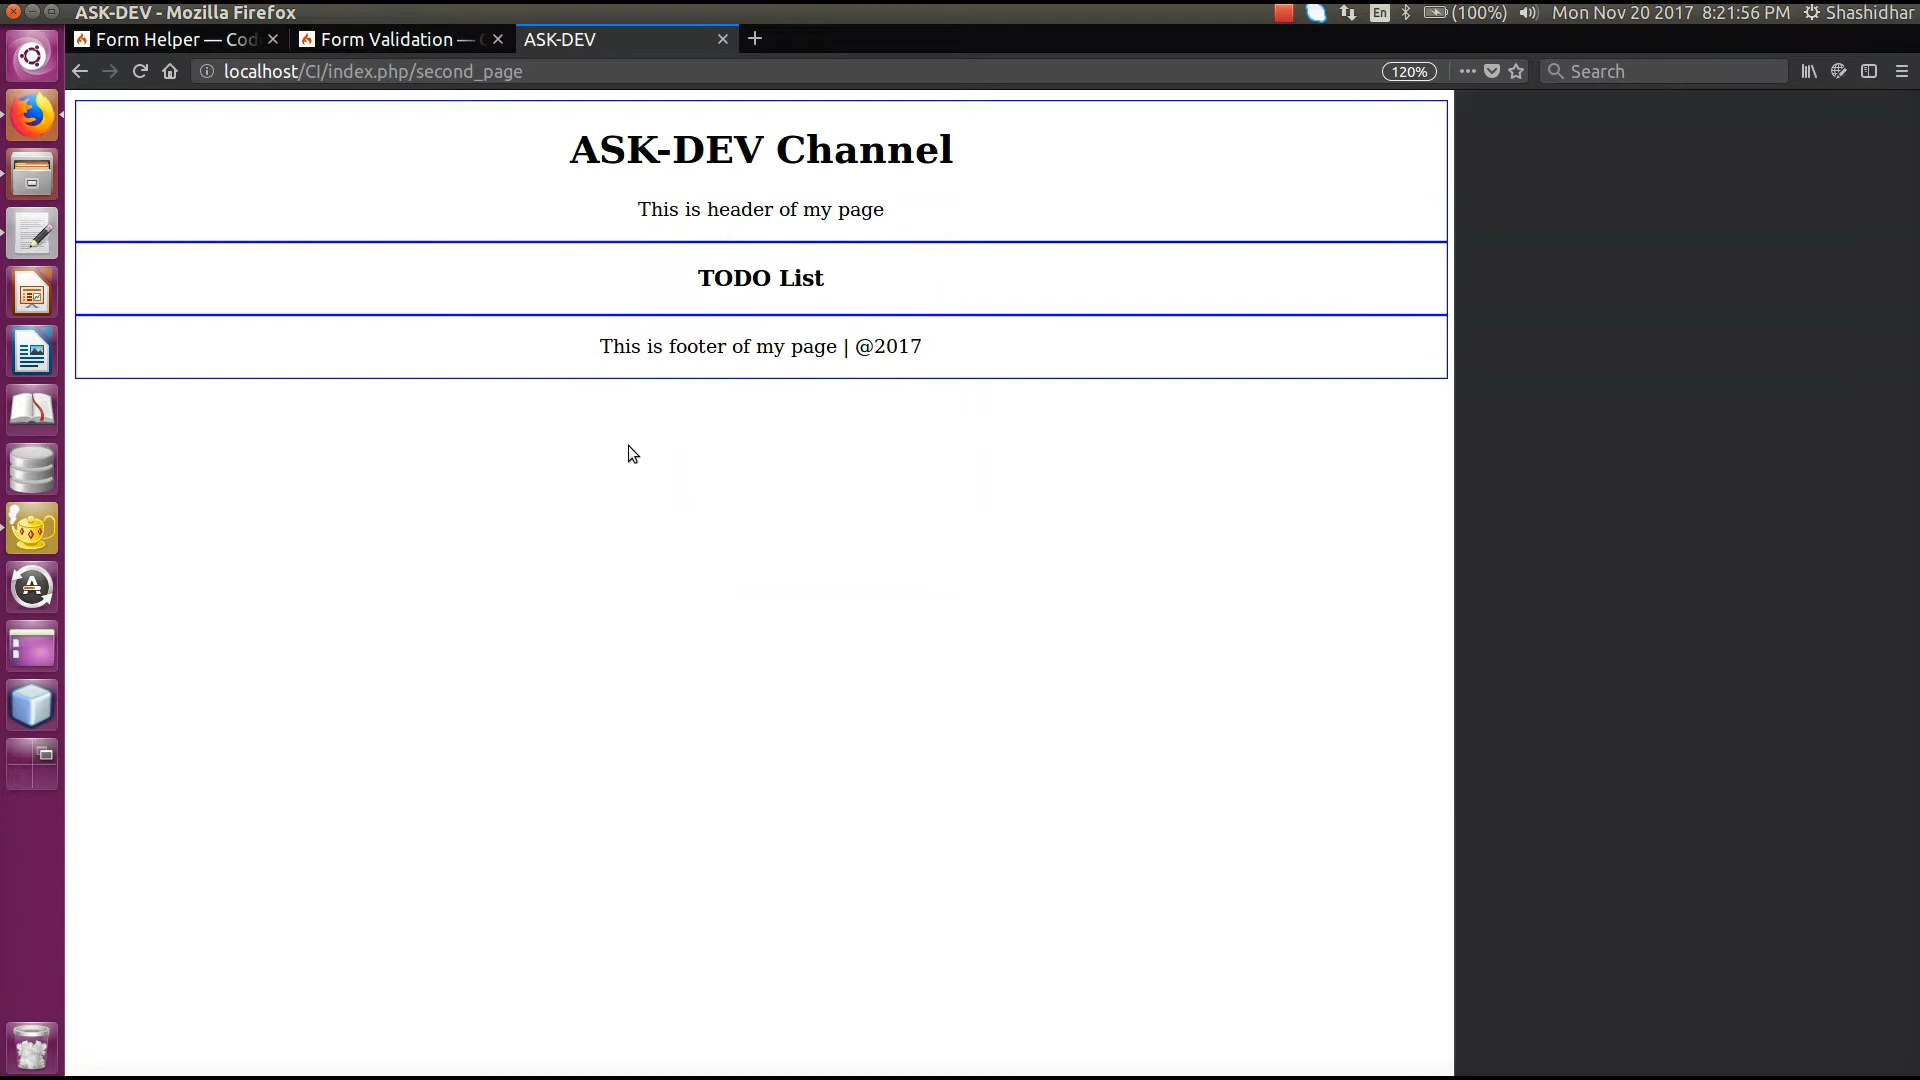 ASK-DEV - Mozilla Firefox
En (100%) Mon Nov 20 2017 8:21:56 PM Shashidhar
Form Helper — Cod
Form Validation —
ASK-DEV
localhost/CI/index.php/second_page
120%
Search
ASK-DEV Channel
This is header of my page
TODO List
This is footer of my page | @2017